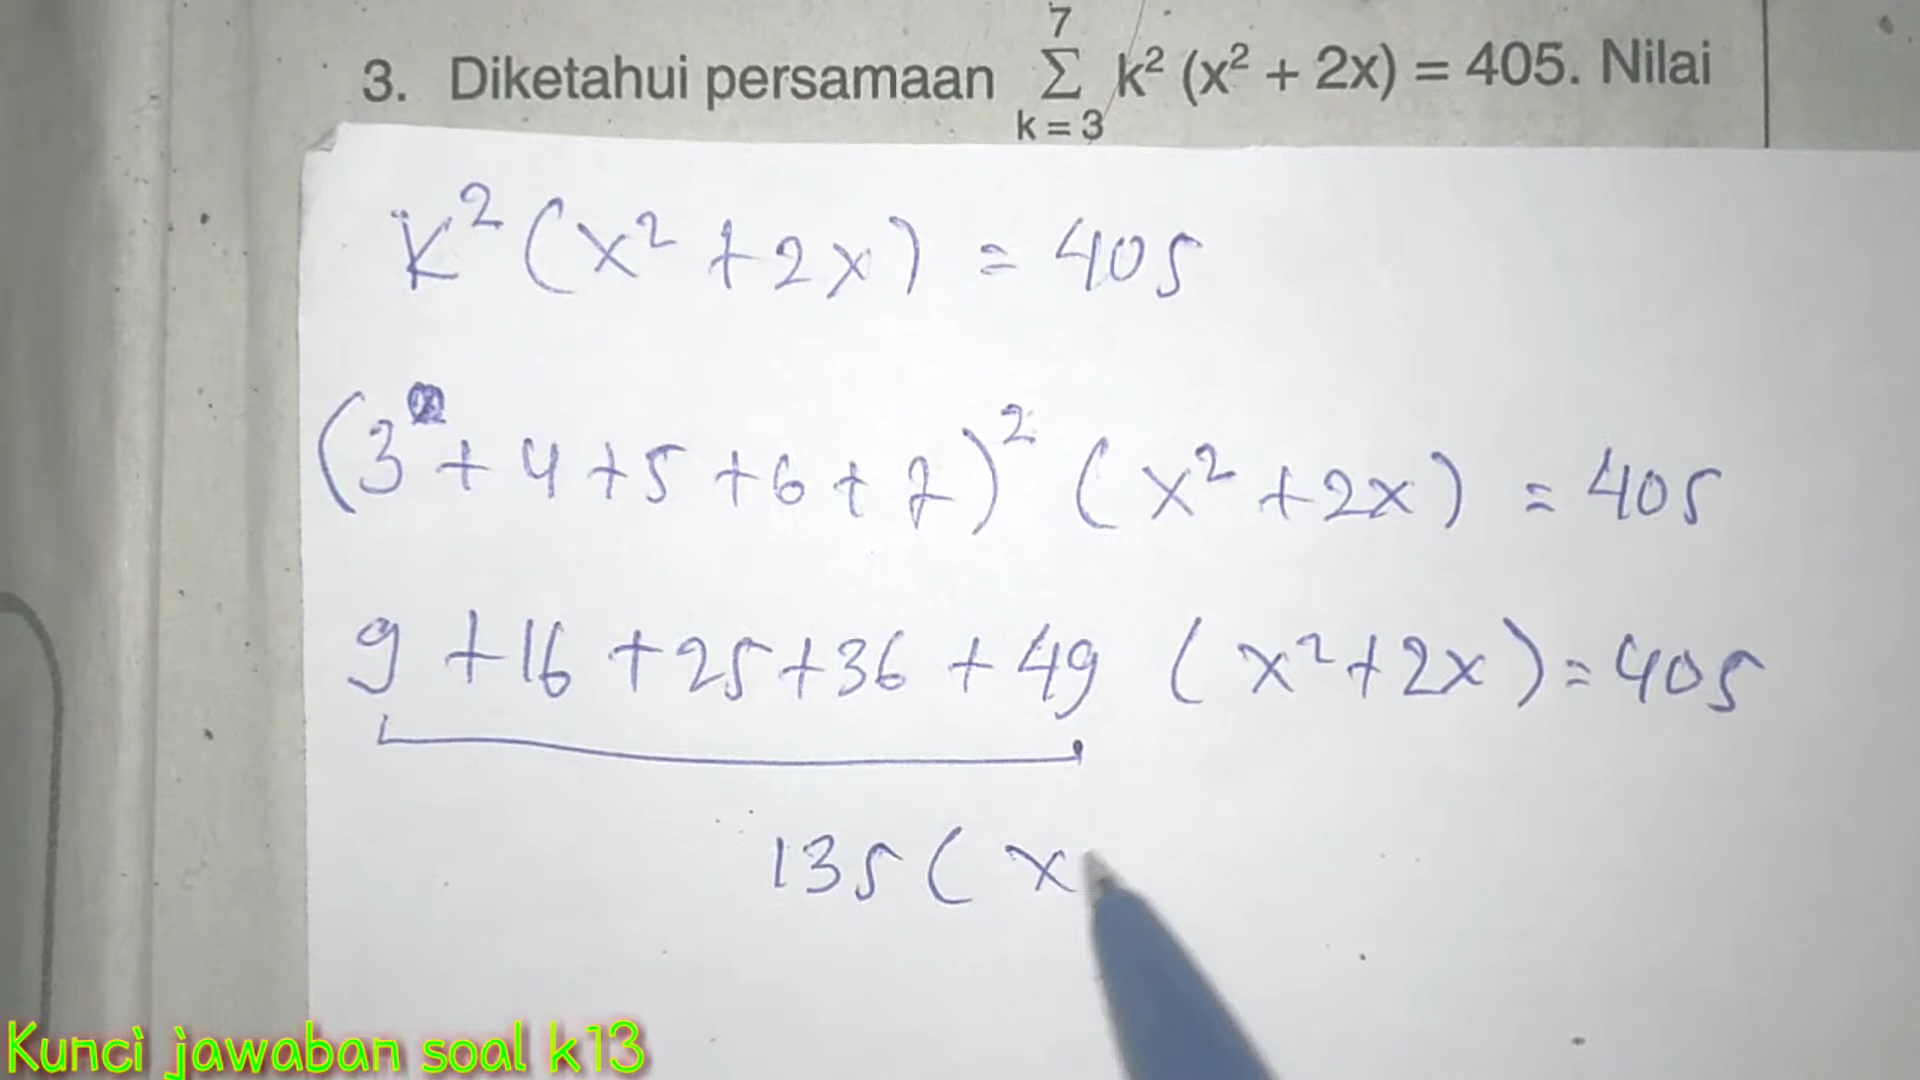 3. Diketahui persamaan 7 Σ k = 3 k² (x² + 2x) = 405. Nilai
k² (x² + 2x) = 405
(3 + 4 + 5 + 6 + 7)² (x² + 2x) = 405
9 + 16 + 25 + 36 + 49 (x² + 2x) = 405
135 ( x
Kunci jawaban soal k13